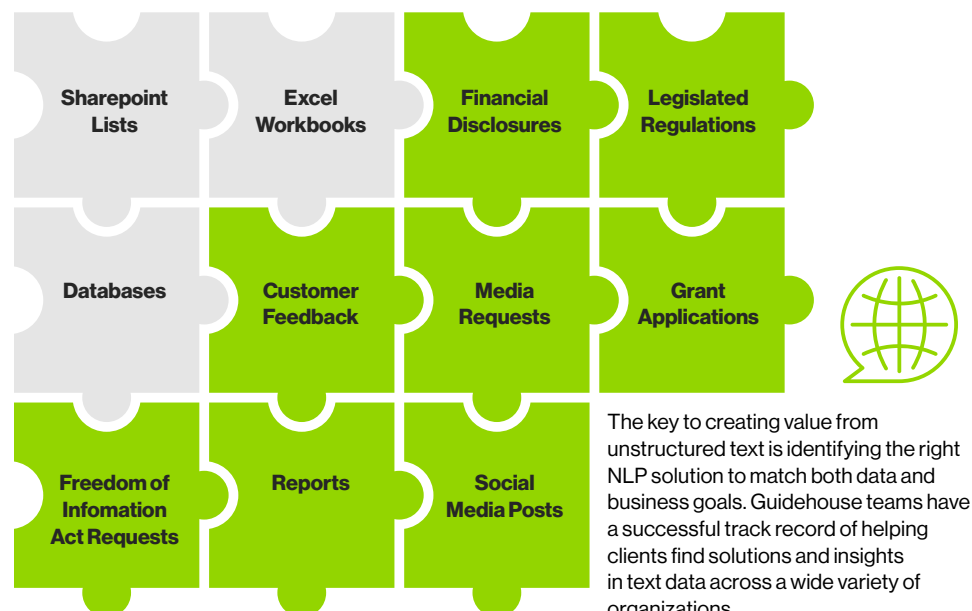 Sharepoint
Lists
Excel
Workbooks
Financial
Disclosures
Legislated
Regulations
Databases
Customer
Feedback
Media
Requests
Grant
Applications
Freedom of
Infomation
Act Requests
Reports
Social
Media Posts
The key to creating value from
unstructured text is identifying the right
NLP solution to match both data and
business goals. Guidehouse teams have
a successful track record of helping
clients find solutions and insights
in text data across a wide variety of
organizations